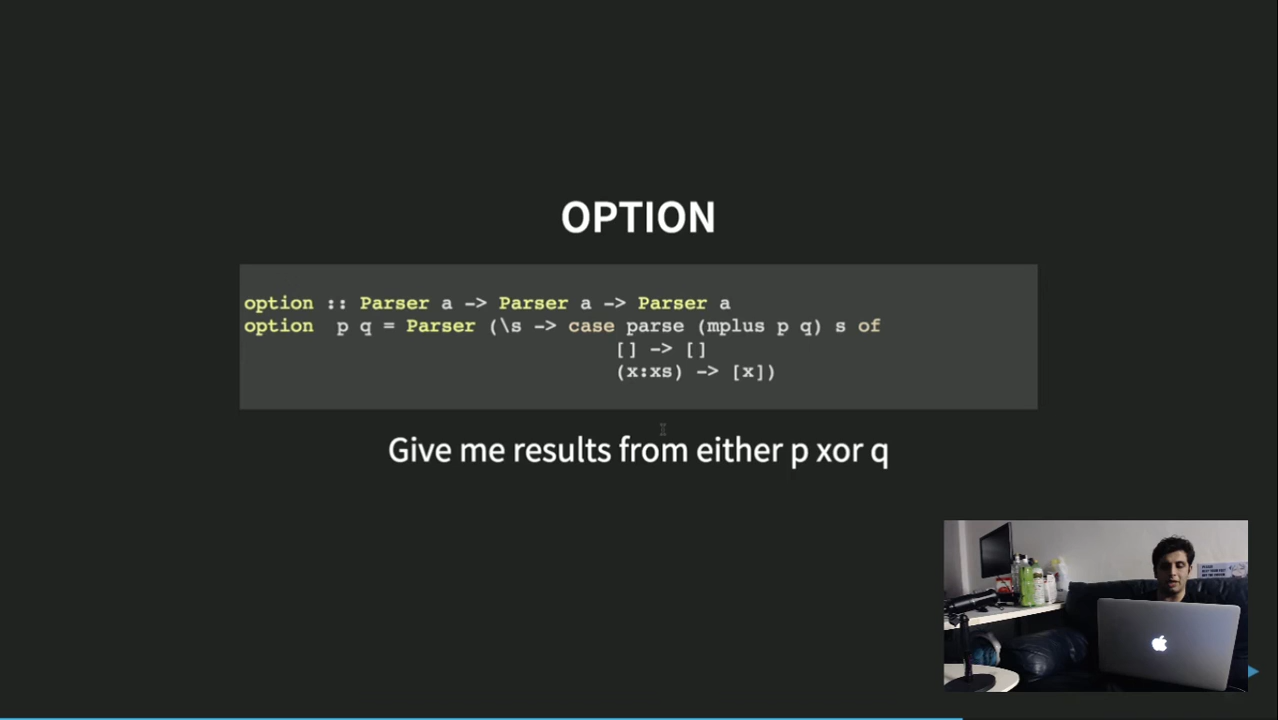 OPTION
option :: Parser a -> Parser a -> Parser a
option  p q = Parser (\s -> case parse (mplus p q) s of
[] -> []
(x:xs) -> [x])
Give me results from either p xor q